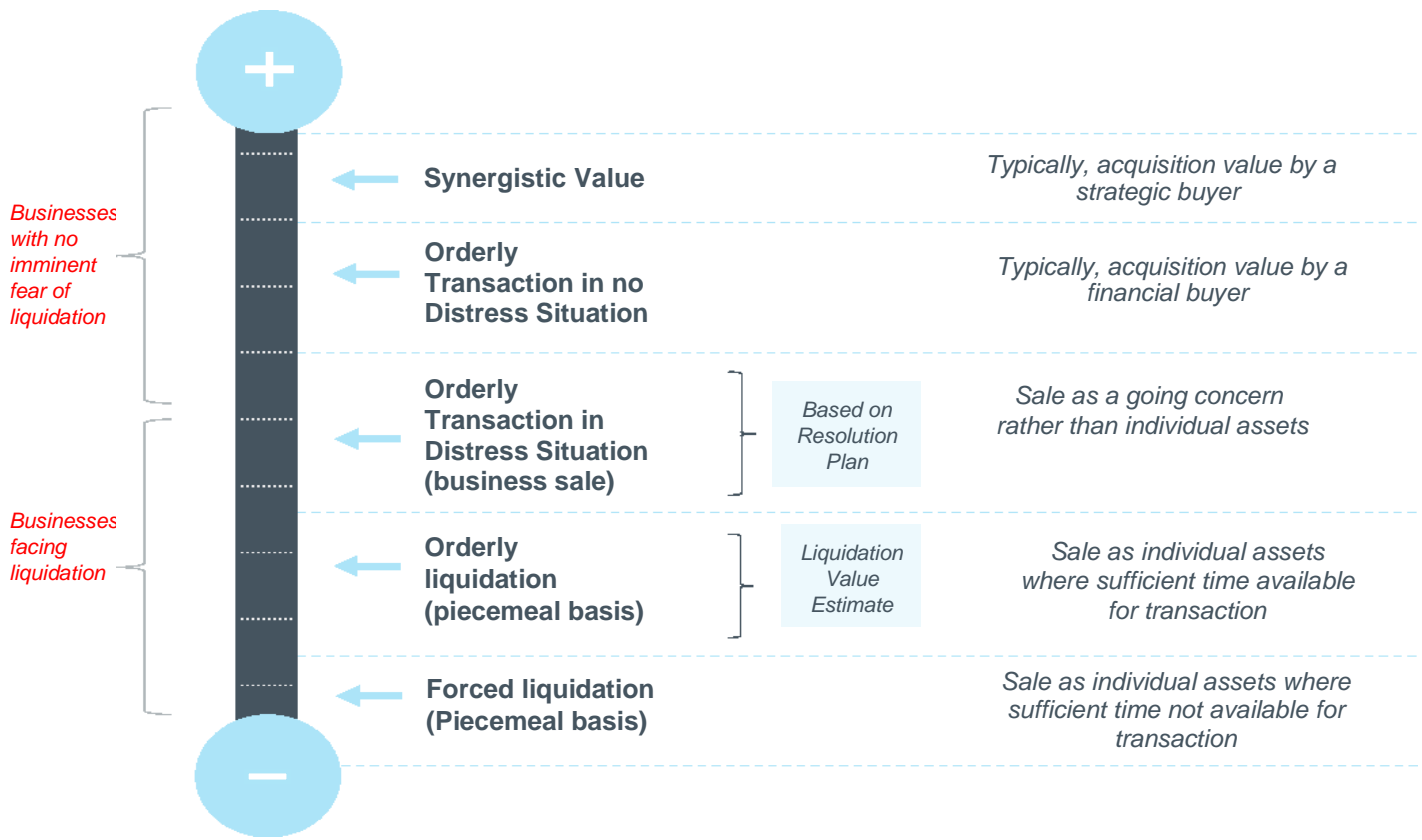 +
Businesses
with no
imminent
fear of
liquidation
Synergistic Value
Typically, acquisition value by a
strategic buyer
Orderly
Transaction in no
Distress Situation
Typically, acquisition value by a
financial buyer
Orderly
Transaction in
Distress Situation
(business sale)
Based on
Resolution
Plan
Sale as a going concern
rather than individual assets
Businesses
facing
liquidation
Orderly
liquidation
(piecemeal basis)
Liquidation
Value
Estimate
Sale as individual assets
where sufficient time available
for transaction
Forced liquidation
(Piecemeal basis)
Sale as individual assets where
sufficient time not available for
transaction
−